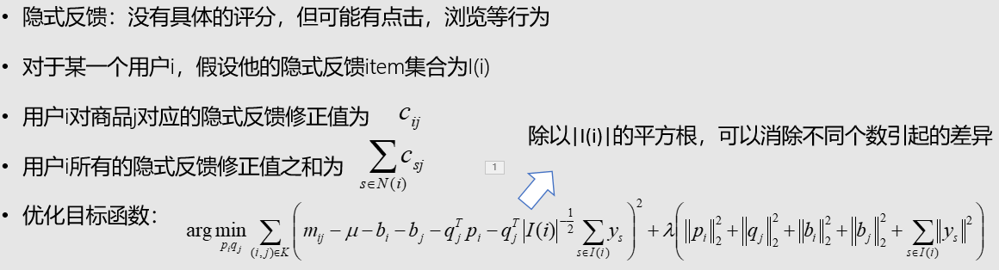 • 隐式反馈：没有具体的评分，但可能有点击，浏览等行为
• 对于某一个用户i，假设他的隐式反馈item集合为I(i)
• 用户i对商品j对应的隐式反馈修正值为 c_{ij}
除以|I(i)|的平方根，可以消除不同个数引起的差异
• 用户i所有的隐式反馈修正值之和为 \sum_{s∈N(i)} c_{sj}
1
• 优化目标函数： \arg\min_{p_i q_j} \sum_{(i,j)∈K} \left( m_{ij} - μ - b_i - b_j - q_j^T p_i - q_j^T |I(i)|^{-\frac{1}{2}} \sum_{s∈I(i)} y_s \right)^2 + λ \left( \|p_i\|_2^2 + \|q_j\|_2^2 + \|b_i\|_2^2 + \|b_j\|_2^2 + \sum_{s∈I(i)} \|y_s\|^2 \right)